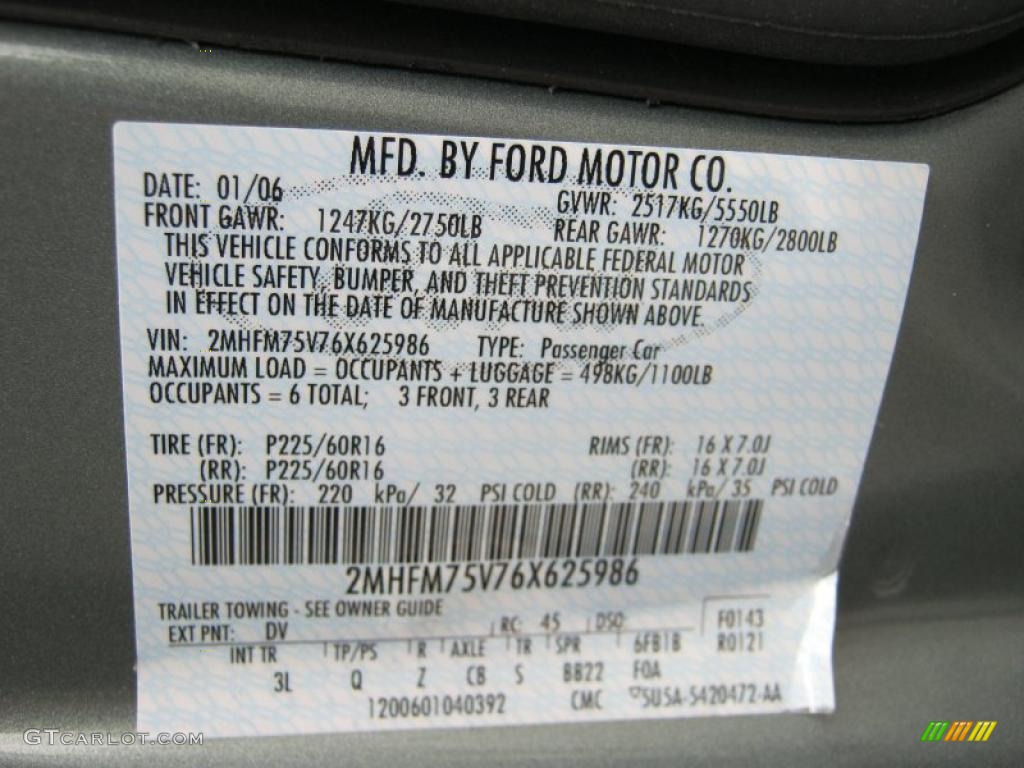 MFD. BY FORD MOTOR CO.
DATE: 01/06 GVWR: 2517KG/5550LB
FRONT GAWR: 1247KG/2750LB REAR GAWR: 1270KG/2800LB
THIS VEHICLE CONFORMS TO ALL APPLICABLE FEDERAL MOTOR
VEHICLE SAFETY, BUMPER, AND THEFT PREVENTION STANDARDS
IN EFFECT ON THE DATE OF MANUFACTURE SHOWN ABOVE.
VIN: 2MHFM75V76X625986 TYPE: Passenger Car
MAXIMUM LOAD = OCCUPANTS + LUGGAGE = 498KG/1100LB
OCCUPANTS = 6 TOTAL; 3 FRONT, 3 REAR
TIRE (FR): P225/60R16 RIMS (FR): 16 X 7.0J
(RR): P225/60R16 (RR): 16 X 7.0J
PRESSURE (FR): 220 kPa/ 32 PSI COLD (RR): 240 kPa/ 35 PSI COLD
2MHFM75V76X625986
TRAILER TOWING - SEE OWNER GUIDE
EXT PNT: DV RC: 45 DSO: F0143
INT TR TP/PS R AXLE TR SPR 6FB1B R0121
3L Q Z C8 S BB22 FOA
1200601040392 CMC 5U5A-5420472-AA
GTCARLOT.COM